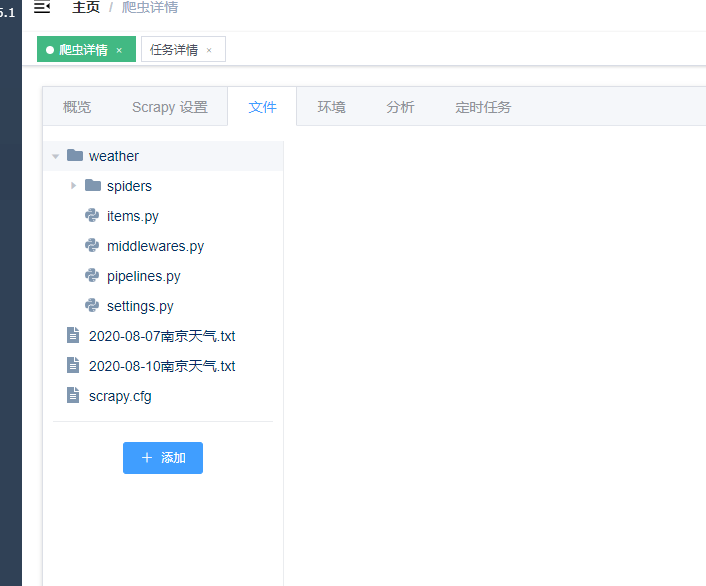 5.1
主页 / 爬虫详情
爬虫详情 × 任务详情 ×
概览 Scrapy 设置 文件 环境 分析 定时任务
weather
spiders
items.py
middlewares.py
pipelines.py
settings.py
2020-08-07南京天气.txt
2020-08-10南京天气.txt
scrapy.cfg
+ 添加